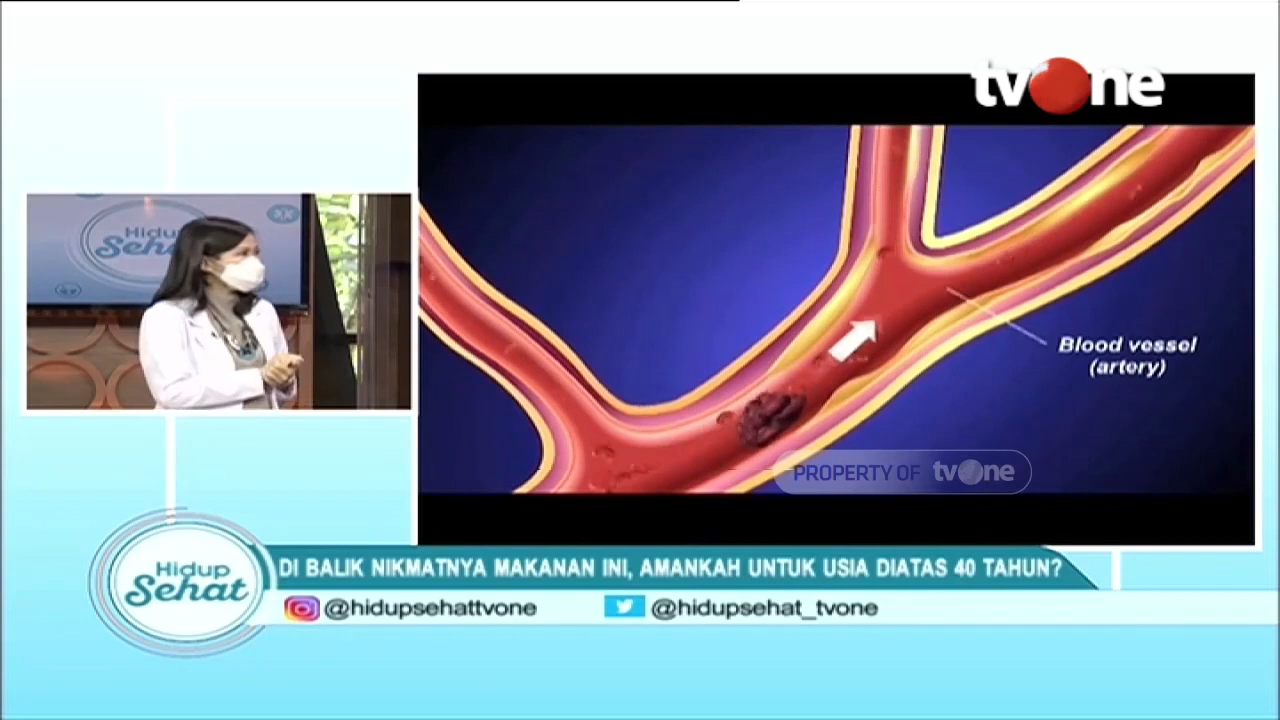 tvOne
Hidup
Sehat
Blood vessel
(artery)
PROPERTY OF tvOne
Hidup
Sehat
DI BALIK NIKMATNYA MAKANAN INI, AMANKAH UNTUK USIA DIATAS 40 TAHUN?
@hidupsehattvone
@hidupsehat_tvone